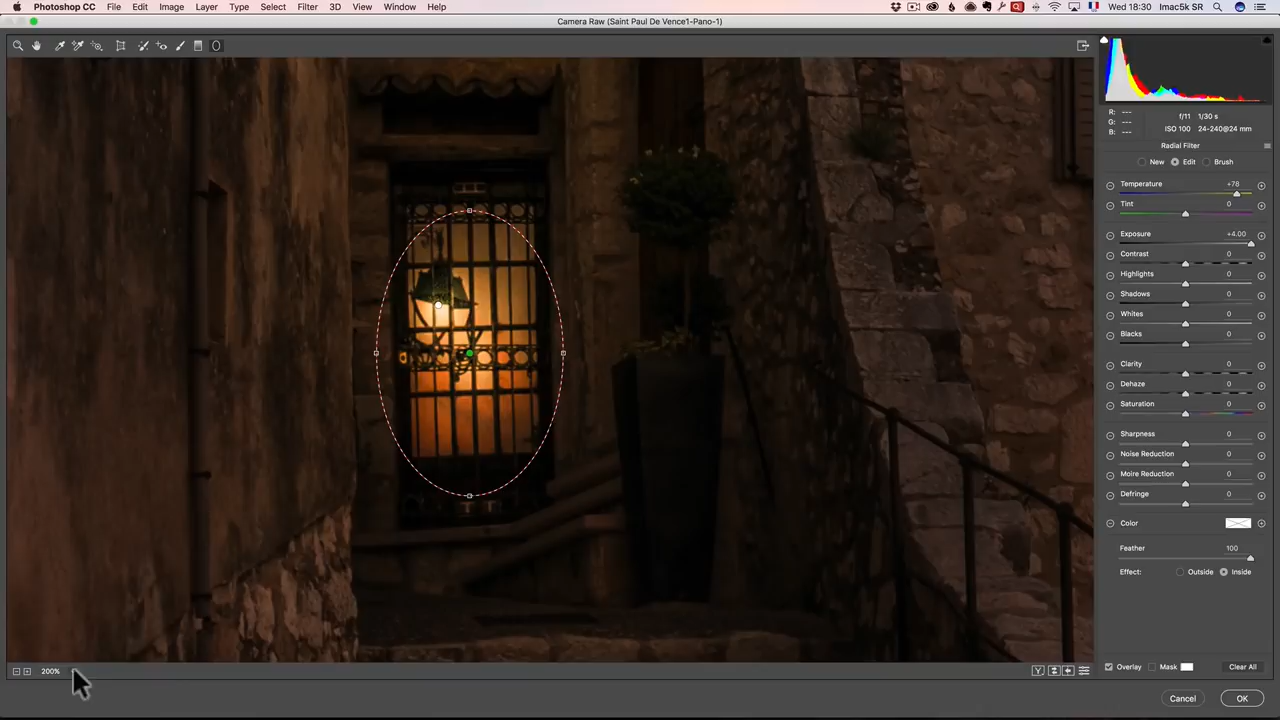 Photoshop CC File Edit Image Layer Type Select Filter 3D View Window Help Wed 18:30 Imac5k SR
Camera Raw (Saint Paul De Vence1-Pano-1)
R: ---
G: ---
B: ---
f/11 1/30 s
ISO 100 24-240@24 mm
Radial Filter
New Edit Brush
Temperature +78
Tint 0
Exposure +4.00
Contrast 0
Highlights 0
Shadows 0
Whites 0
Blacks 0
Clarity 0
Dehaze 0
Saturation 0
Sharpness 0
Noise Reduction 0
Moire Reduction 0
Defringe 0
Color
Feather 100
Effect: Outside Inside
200%
Y
Overlay Mask Clear All
Cancel OK